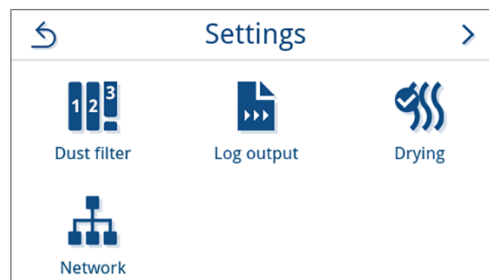 Settings
1 2 3
Dust filter
Log output
Drying
Network